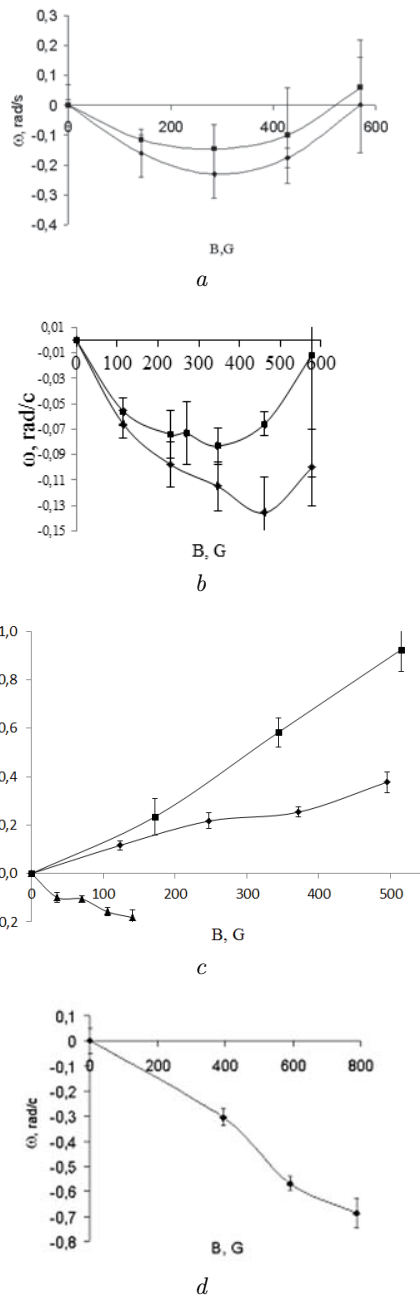 0,3
0,2
0,1
0
-0,1
-0,2
-0,3
-0,4
ω, rad/s
0 200 400 600
B,G
a
0,01
-0,01
-0,03
-0,05
-0,07
-0,09
-0,11
-0,13
-0,15
ω, rad/c
0 100 200 300 400 500 600
B, G
b
1,0
0,8
0,6
0,4
0,2
0,0
0,2
0 100 200 300 400 500
B, G
c
0,1
0
-0,1
-0,2
-0,3
-0,4
-0,5
-0,6
-0,7
-0,8
ω, rad/c
0 200 400 600 800
B, G
d